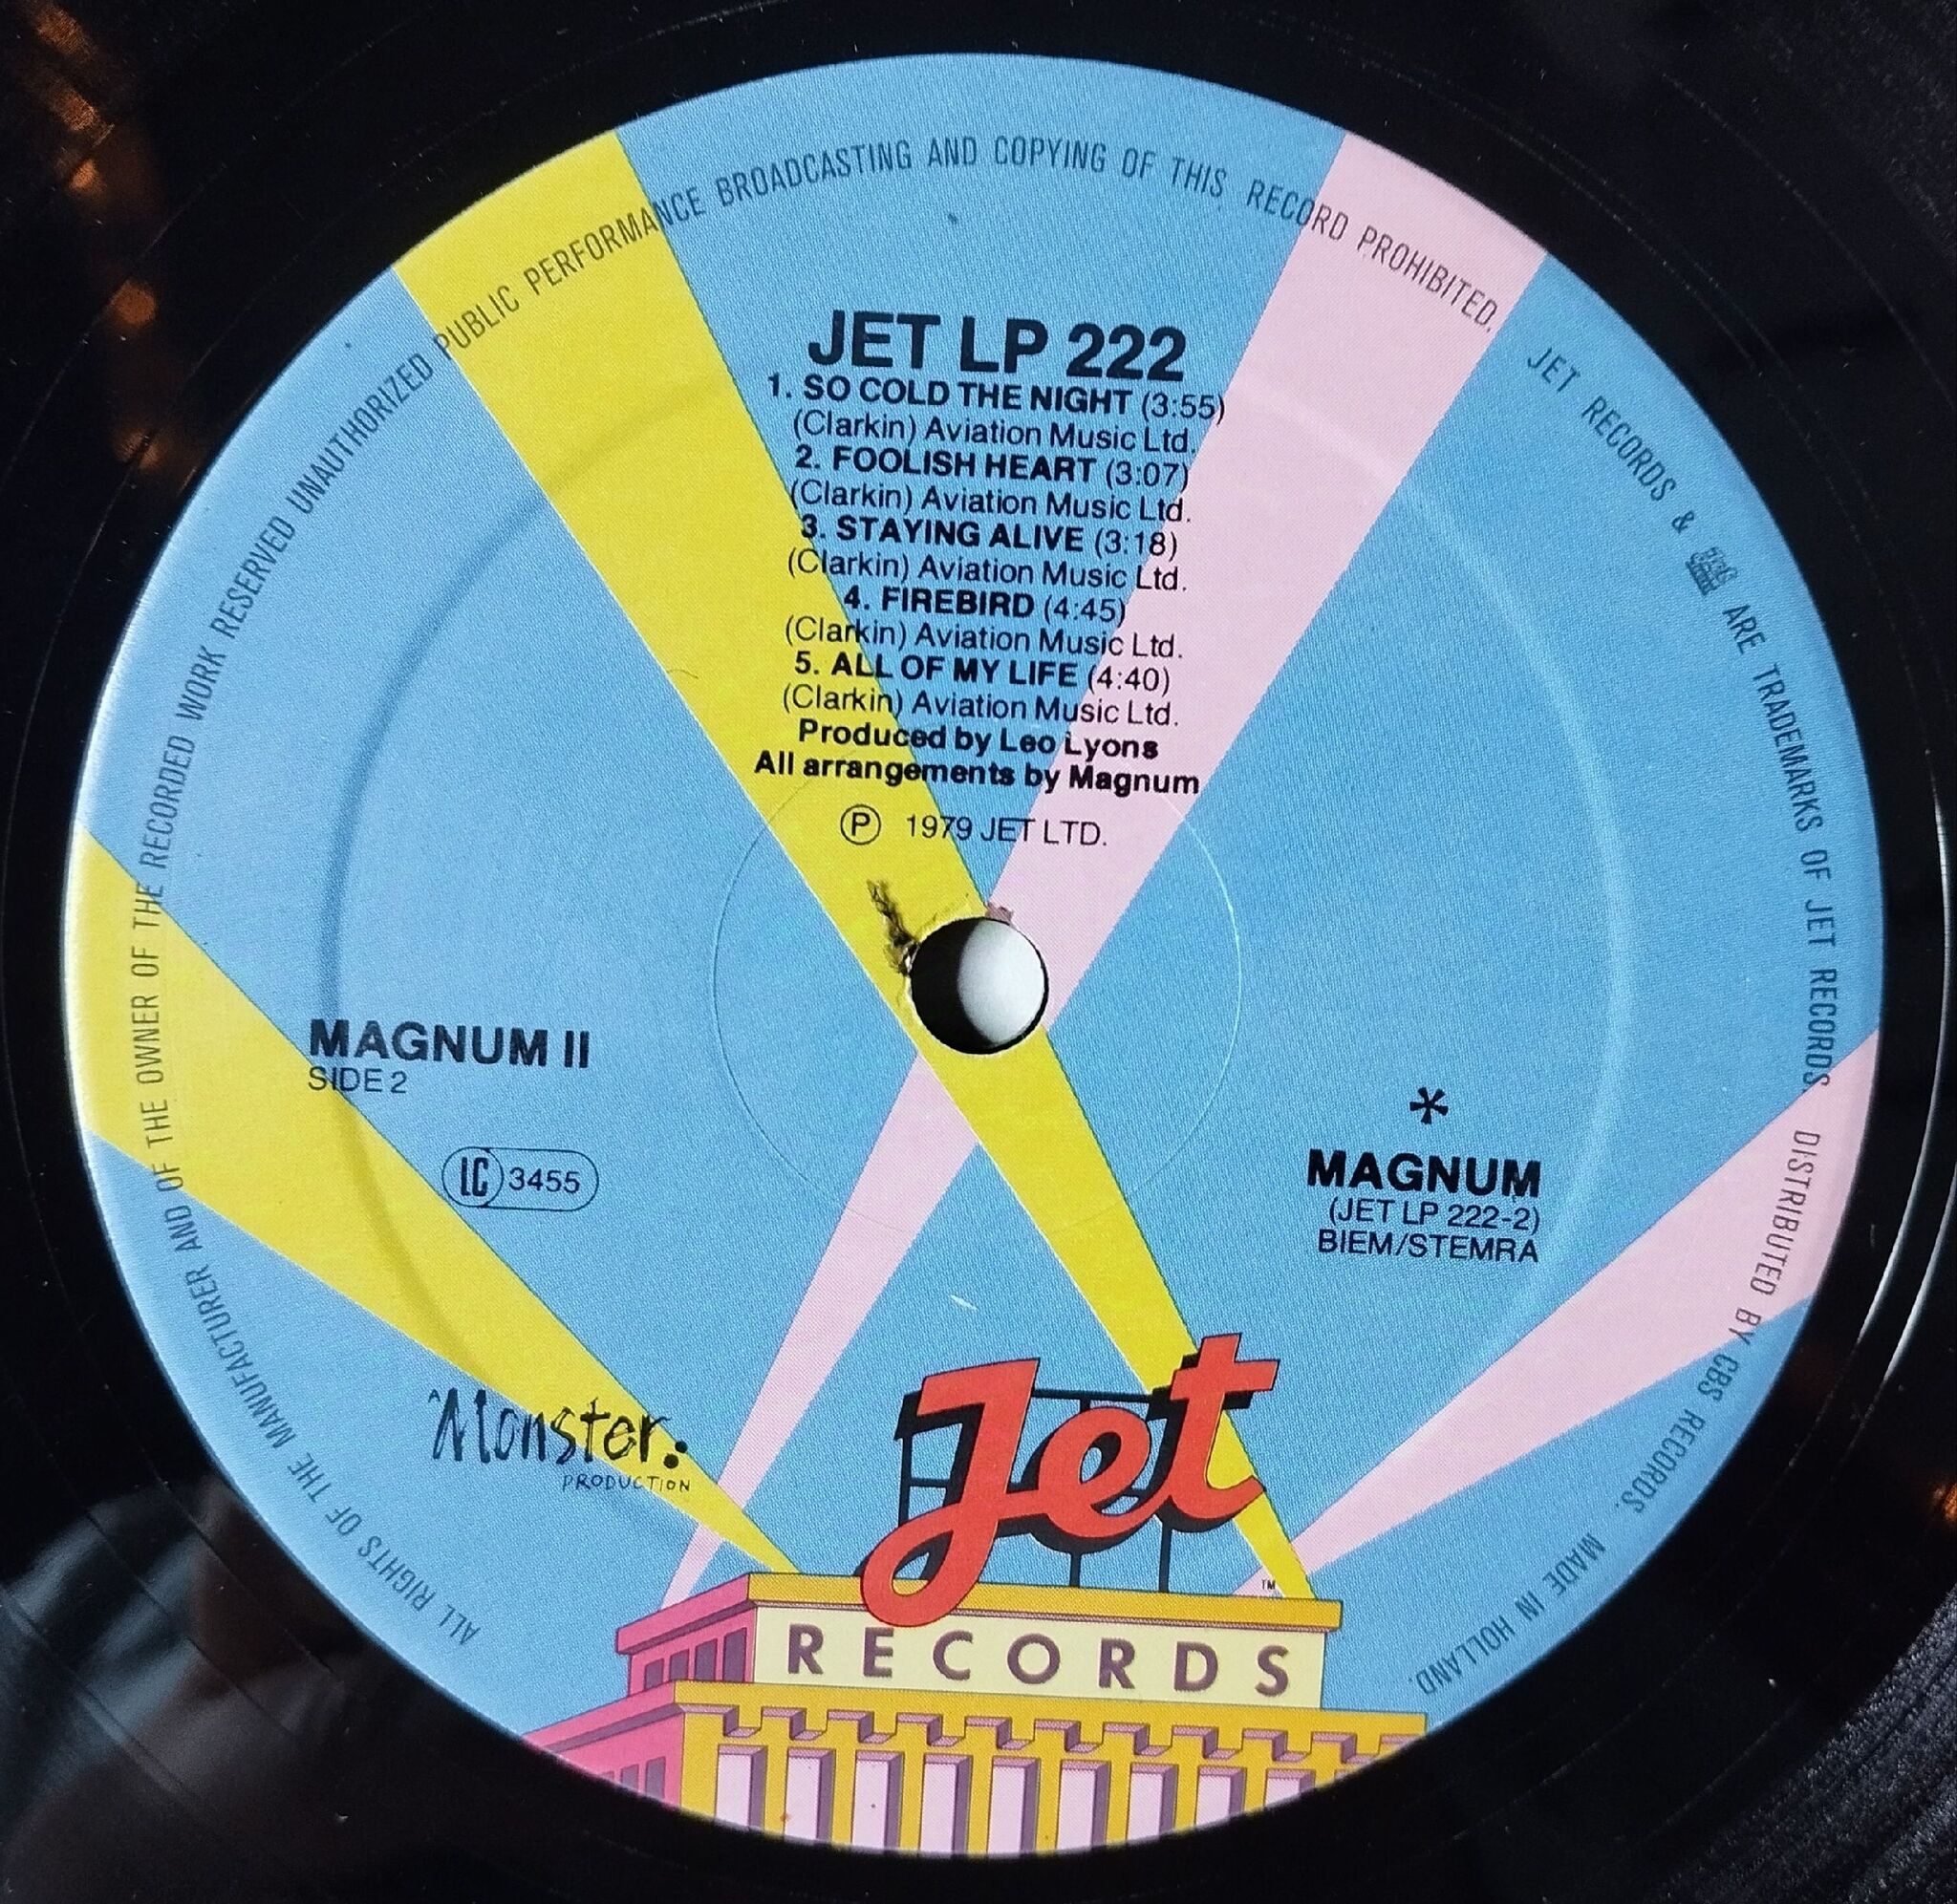 ALL RIGHTS OF THE MANUFACTURER AND OF THE OWNER OF THE RECORDED WORK RESERVED UNAUTHORIZED PUBLIC PERFORMANCE BROADCASTING AND COPYING OF THIS RECORD PROHIBITED.
JET RECORDS & ARE TRADEMARKS OF JET RECORDS DISTRIBUTED BY CBS RECORDS. MADE IN HOLLAND.
JET LP 222
1. SO COLD THE NIGHT (3:55)
(Clarkin) Aviation Music Ltd.
2. FOOLISH HEART (3:07)
(Clarkin) Aviation Music Ltd.
3. STAYING ALIVE (3:18)
(Clarkin) Aviation Music Ltd.
4. FIREBIRD (4:45)
(Clarkin) Aviation Music Ltd.
5. ALL OF MY LIFE (4:40)
(Clarkin) Aviation Music Ltd.
Produced by Leo Lyons
All arrangements by Magnum
Ⓟ 1979 JET LTD.
MAGNUM II
SIDE 2
LC 3455
*
MAGNUM
(JET LP 222-2)
BIEM/STEMRA
A Monster.
PRODUCTION
Jet
TM
RECORDS